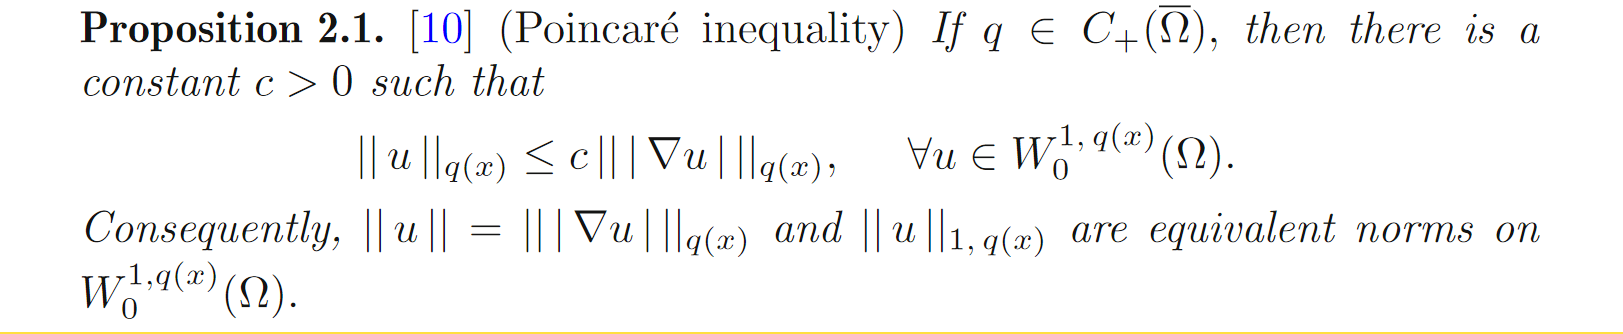 Proposition 2.1. [10] (Poincaré inequality) If q ∈ C₊(Ω̅), then there is a
constant c > 0 such that
|| u ||_{q(x)} ≤ c || | ∇u | ||_{q(x)}, ∀u ∈ W_0^{1, q(x)}(Ω).
Consequently, || u || = || | ∇u | ||_{q(x)} and || u ||_{1, q(x)} are equivalent norms on
W_0^{1,q(x)}(Ω).